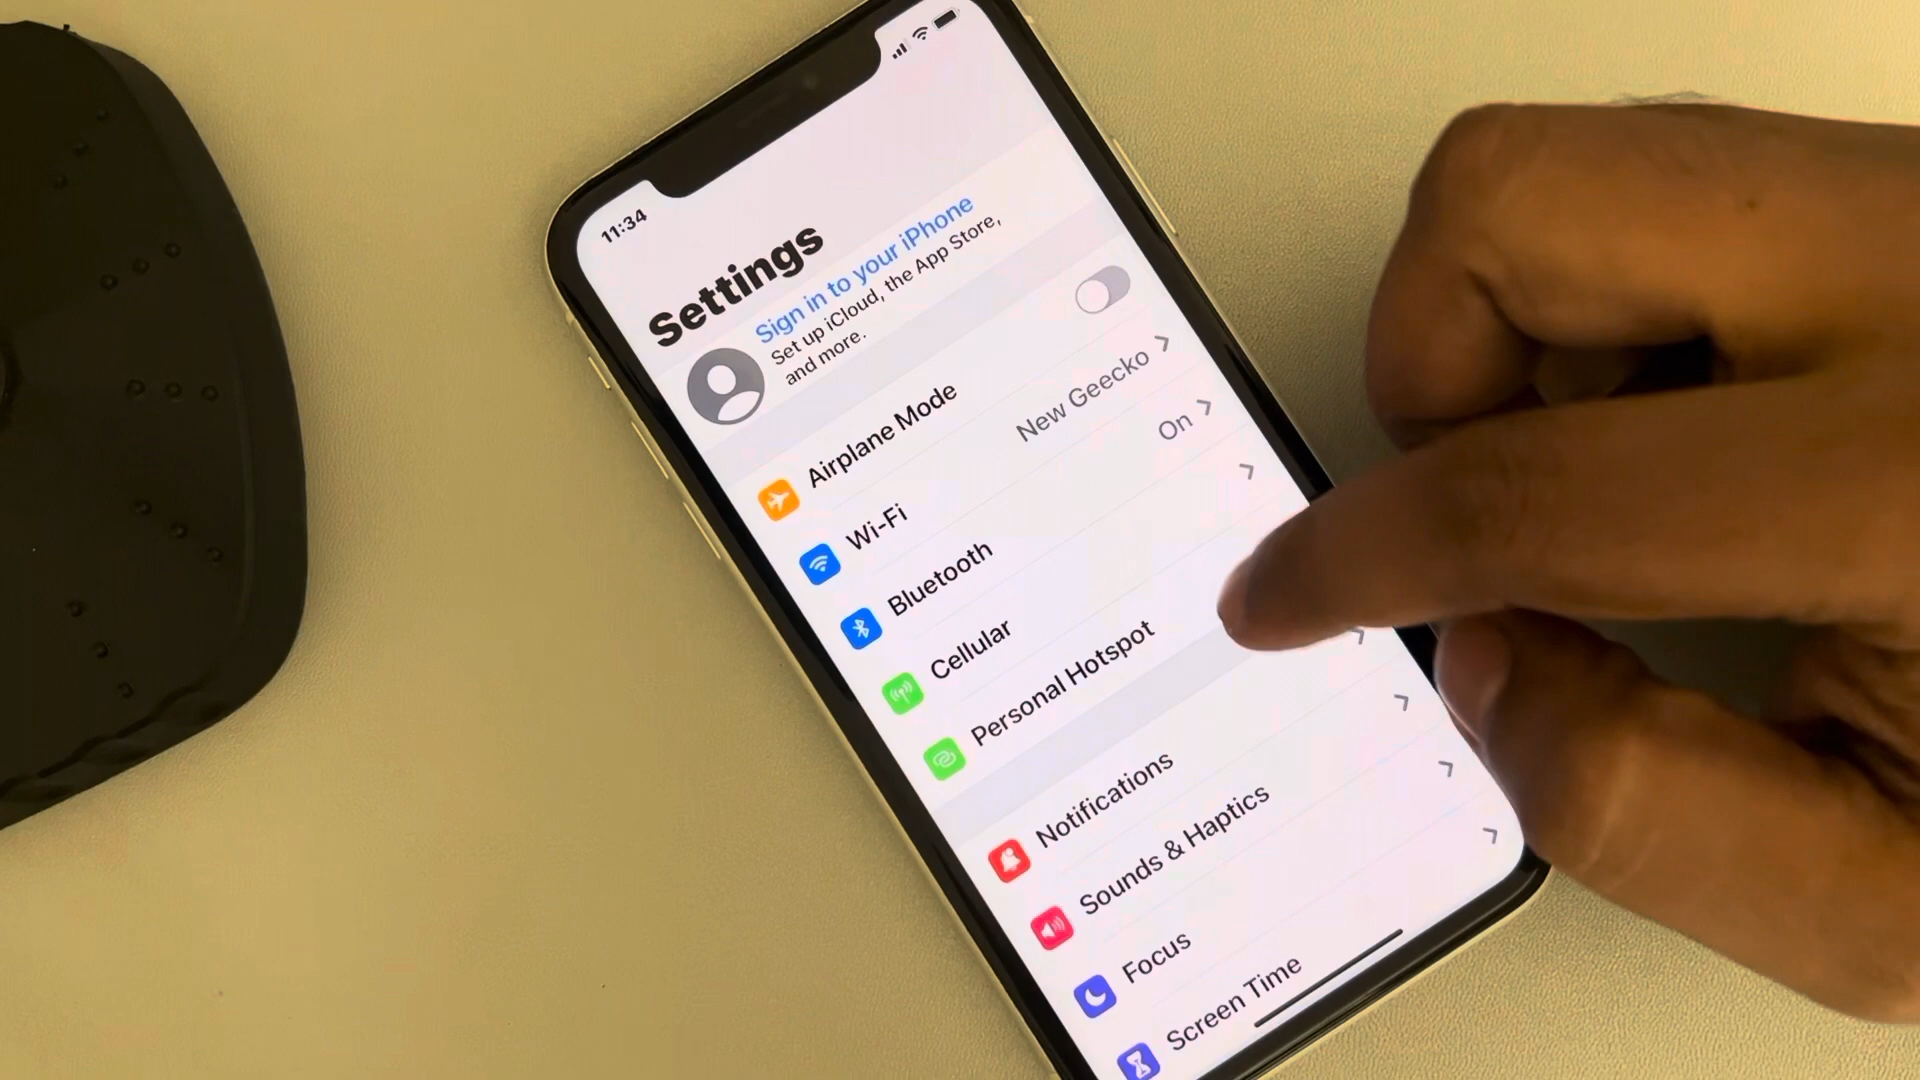 11:34
Settings
Sign in to your iPhone
Set up iCloud, the App Store,
and more.
Airplane Mode
Wi-Fi New Geecko
Bluetooth On
Cellular
Personal Hotspot
Notifications
Sounds & Haptics
Focus
Screen Time